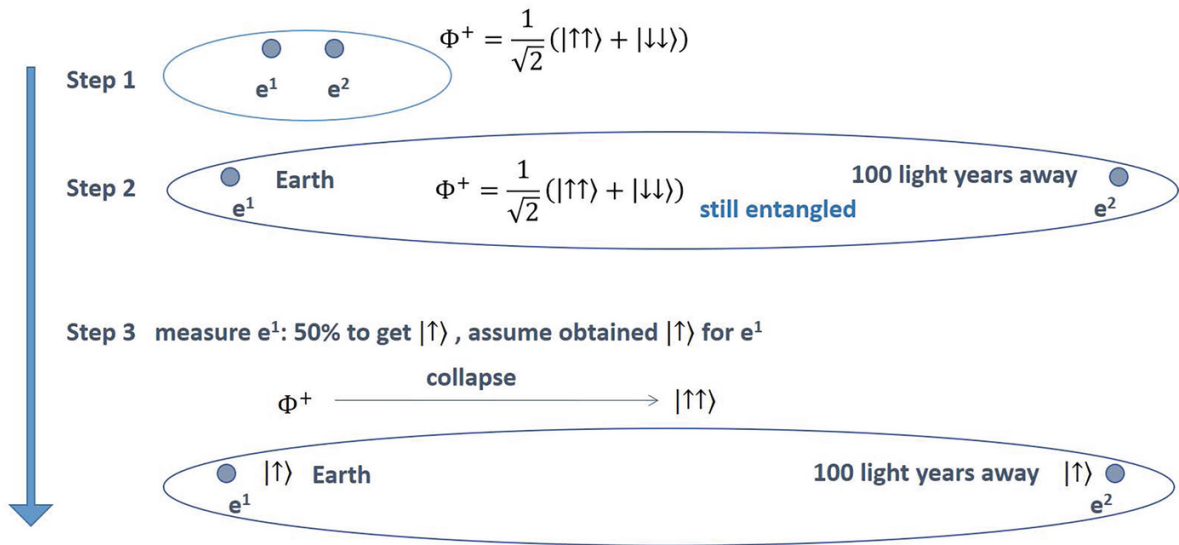 Φ⁺ = 1/√2 (|↑↑⟩ + |↓↓⟩)
Step 1
e¹ e²
Step 2 Earth Φ⁺ = 1/√2 (|↑↑⟩ + |↓↓⟩) 100 light years away
e¹ still entangled e²
Step 3 measure e¹: 50% to get |↑⟩ , assume obtained |↑⟩ for e¹
collapse
Φ⁺ |↑↑⟩
|↑⟩ Earth 100 light years away |↑⟩
e¹ e²